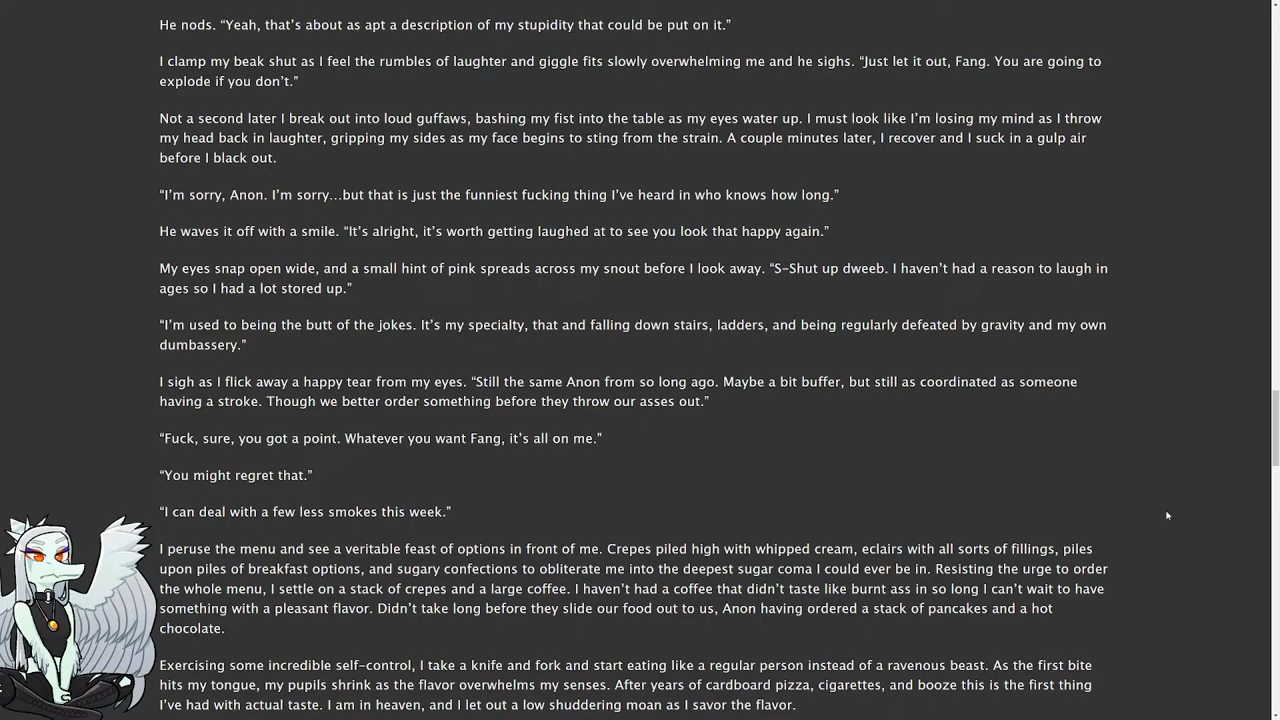 He nods. “Yeah, that’s about as apt a description of my stupidity that could be put on it.”
I clamp my beak shut as I feel the rumbles of laughter and giggle fits slowly overwhelming me and he sighs. “Just let it out, Fang. You are going to
explode if you don’t.”
Not a second later I break out into loud guffaws, bashing my fist into the table as my eyes water up. I must look like I’m losing my mind as I throw
my head back in laughter, gripping my sides as my face begins to sting from the strain. A couple minutes later, I recover and I suck in a gulp air
before I black out.
“I’m sorry, Anon. I’m sorry…but that is just the funniest fucking thing I’ve heard in who knows how long.”
He waves it off with a smile. “It’s alright, it’s worth getting laughed at to see you look that happy again.”
My eyes snap open wide, and a small hint of pink spreads across my snout before I look away. “S-Shut up dweeb. I haven’t had a reason to laugh in
ages so I had a lot stored up.”
“I’m used to being the butt of the jokes. It’s my specialty, that and falling down stairs, ladders, and being regularly defeated by gravity and my own
dumbassery.”
I sigh as I flick away a happy tear from my eyes. “Still the same Anon from so long ago. Maybe a bit buffer, but still as coordinated as someone
having a stroke. Though we better order something before they throw our asses out.”
“Fuck, sure, you got a point. Whatever you want Fang, it’s all on me.”
“You might regret that.”
“I can deal with a few less smokes this week.”
I peruse the menu and see a veritable feast of options in front of me. Crepes piled high with whipped cream, eclairs with all sorts of fillings, piles
upon piles of breakfast options, and sugary confections to obliterate me into the deepest sugar coma I could ever be in. Resisting the urge to order
the whole menu, I settle on a stack of crepes and a large coffee. I haven’t had a coffee that didn’t taste like burnt ass in so long I can’t wait to have
something with a pleasant flavor. Didn’t take long before they slide our food out to us, Anon having ordered a stack of pancakes and a hot
chocolate.
Exercising some incredible self-control, I take a knife and fork and start eating like a regular person instead of a ravenous beast. As the first bite
hits my tongue, my pupils shrink as the flavor overwhelms my senses. After years of cardboard pizza, cigarettes, and booze this is the first thing
I’ve had with actual taste. I am in heaven, and I let out a low shuddering moan as I savor the flavor.